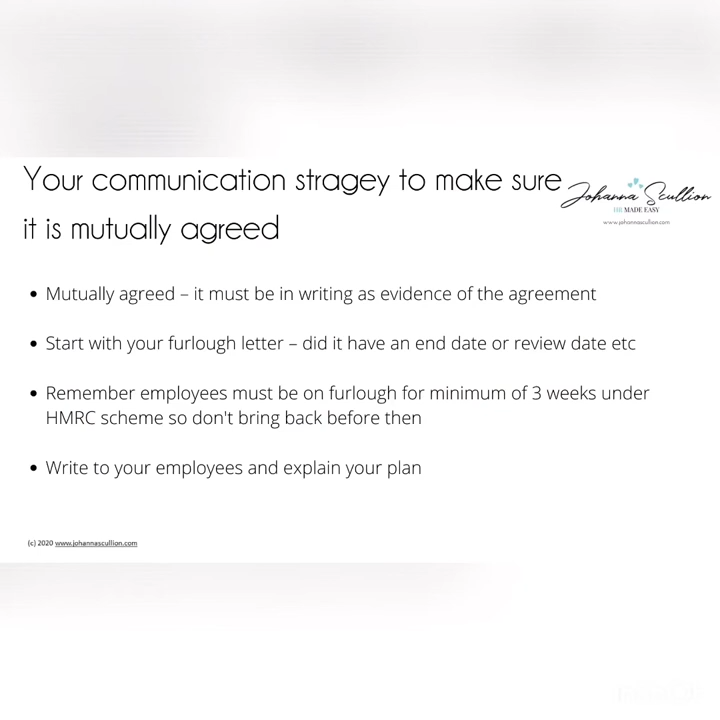 Your communication stragey to make sure
it is mutually agreed
Johanna Scullion
HR MADE EASY
www.johannascullion.com
• Mutually agreed – it must be in writing as evidence of the agreement
• Start with your furlough letter – did it have an end date or review date etc
• Remember employees must be on furlough for minimum of 3 weeks under
HMRC scheme so don't bring back before then
• Write to your employees and explain your plan
(c) 2020 www.johannascullion.com